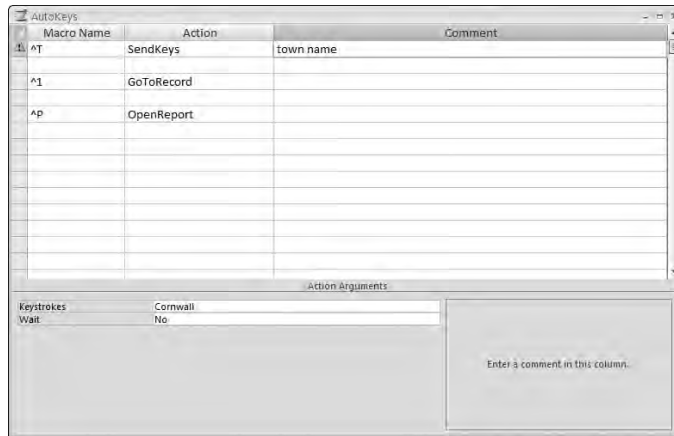 AutoKeys
Macro Name Action Comment
^T SendKeys town name
^1 GoToRecord
^P OpenReport
Action Arguments
Keystrokes Cornwall
Wait No
Enter a comment in this column.